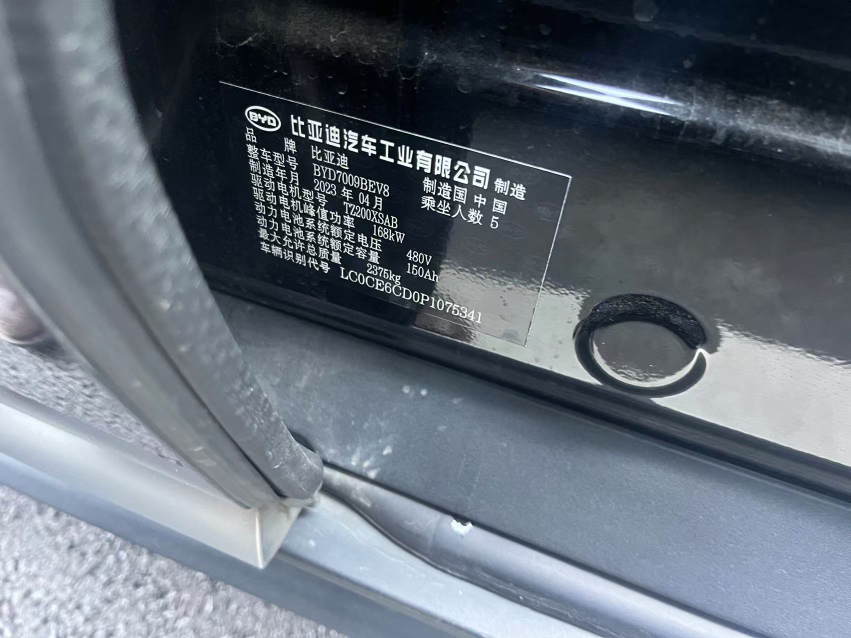 BYD 比亚迪汽车工业有限公司 制造
品牌 比亚迪 制造国 中国
整车型号 BYD7009BEV8 乘坐人数 5
制造年月 2023 年 04 月
驱动电机型号 TZ200XSAB
驱动电机峰值功率 168kW
动力电池系统额定电压 480V
动力电池系统额定容量 150Ah
最大允许总质量 2375kg
车辆识别代号 LC0CE6CD0P1075341